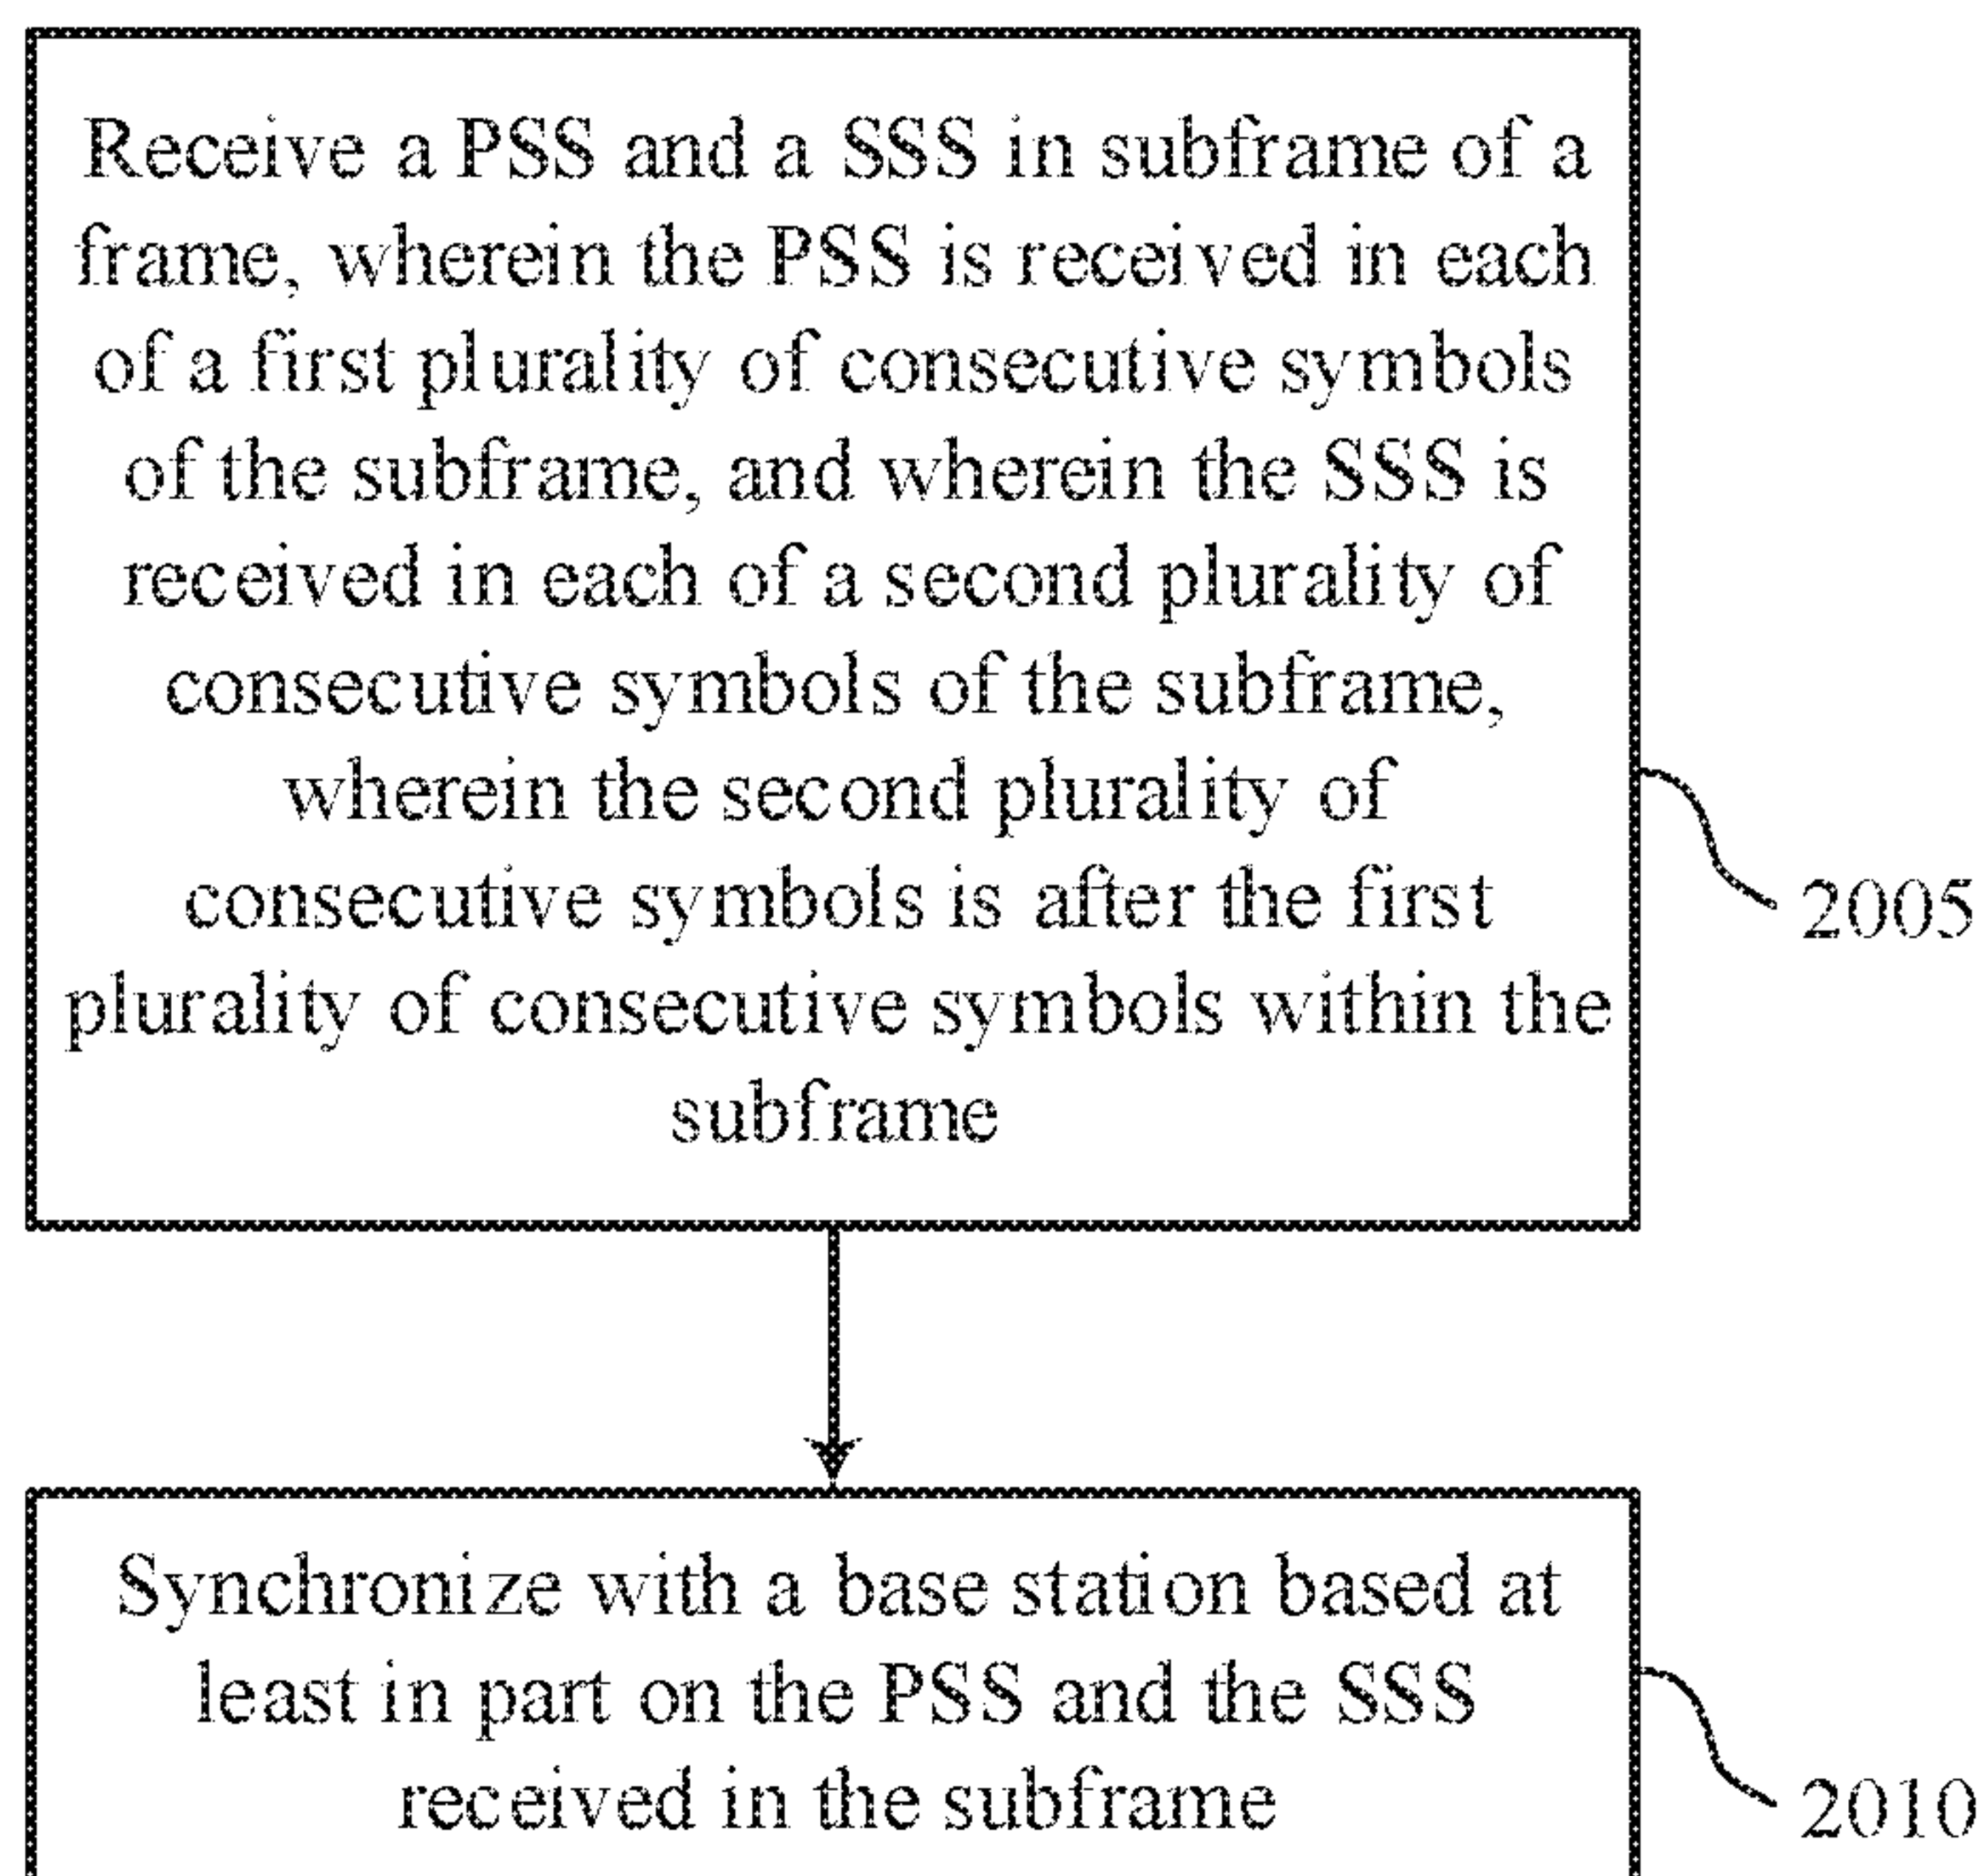 Receive a PSS and a SSS in subframe of a
frame, wherein the PSS is received in each
of a first plurality of consecutive symbols
of the subframe, and wherein the SSS is
received in each of a second plurality of
consecutive symbols of the subframe,
wherein the second plurality of
consecutive symbols is after the first
plurality of consecutive symbols within the
subframe
2005
Synchronize with a base station based at
least in part on the PSS and the SSS
received in the subframe
2010